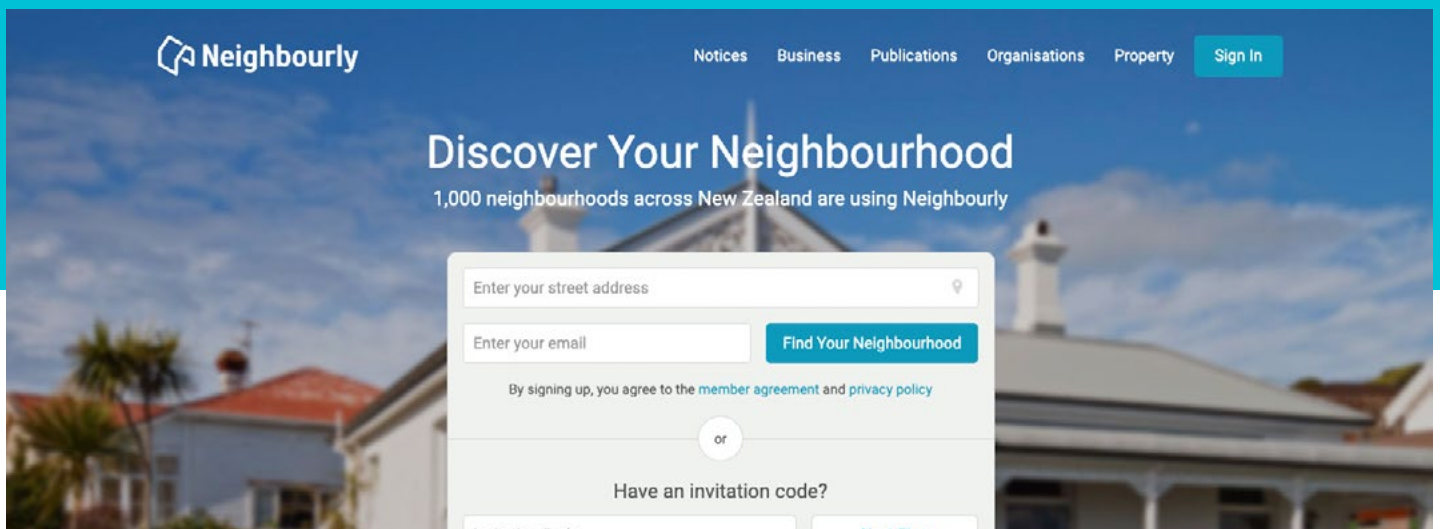 Neighbourly
Notices Business Publications Organisations Property Sign In
Discover Your Neighbourhood
1,000 neighbourhoods across New Zealand are using Neighbourly
Enter your street address
Enter your email Find Your Neighbourhood
By signing up, you agree to the member agreement and privacy policy
or
Have an invitation code?